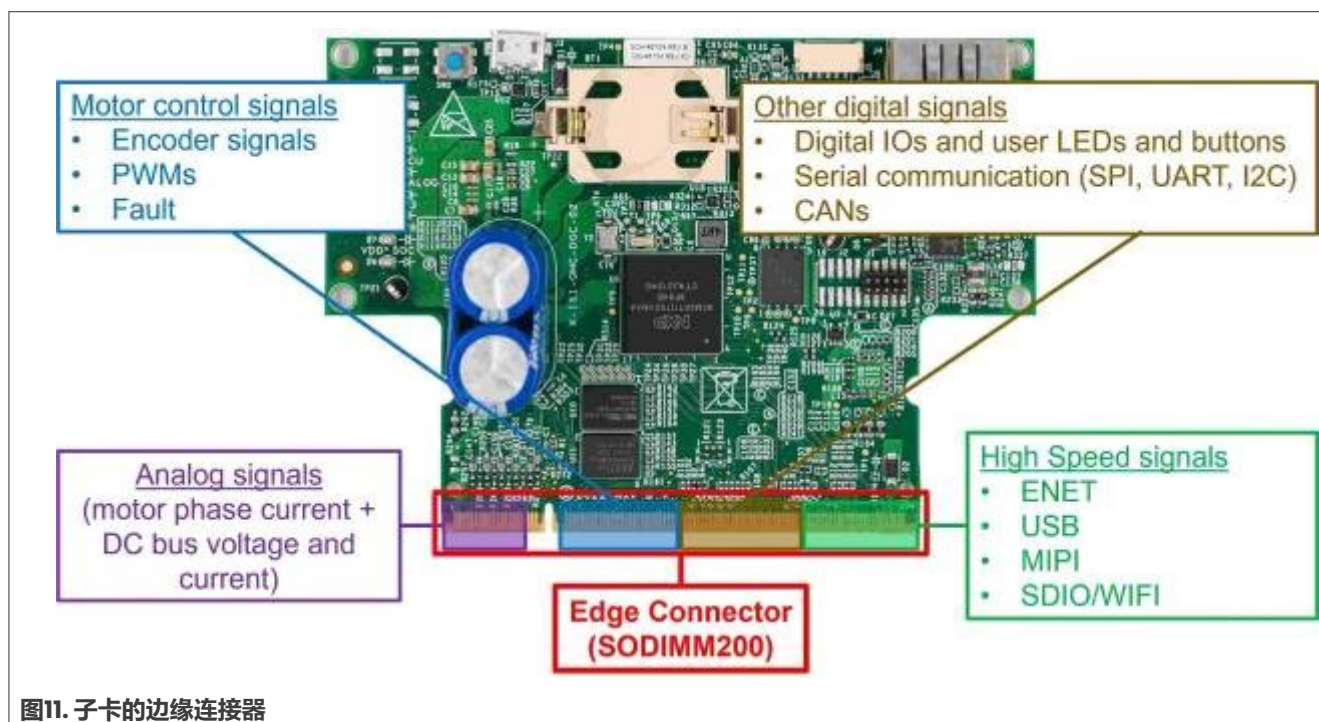 Motor control signals
• Encoder signals
• PWMs
• Fault
Other digital signals
• Digital IOs and user LEDs and buttons
• Serial communication (SPI, UART, I2C)
• CANs
Analog signals
(motor phase current +
DC bus voltage and
current)
High Speed signals
• ENET
• USB
• MIPI
• SDIO/WIFI
Edge Connector
(SODIMM200)
图11. 子卡的边缘连接器